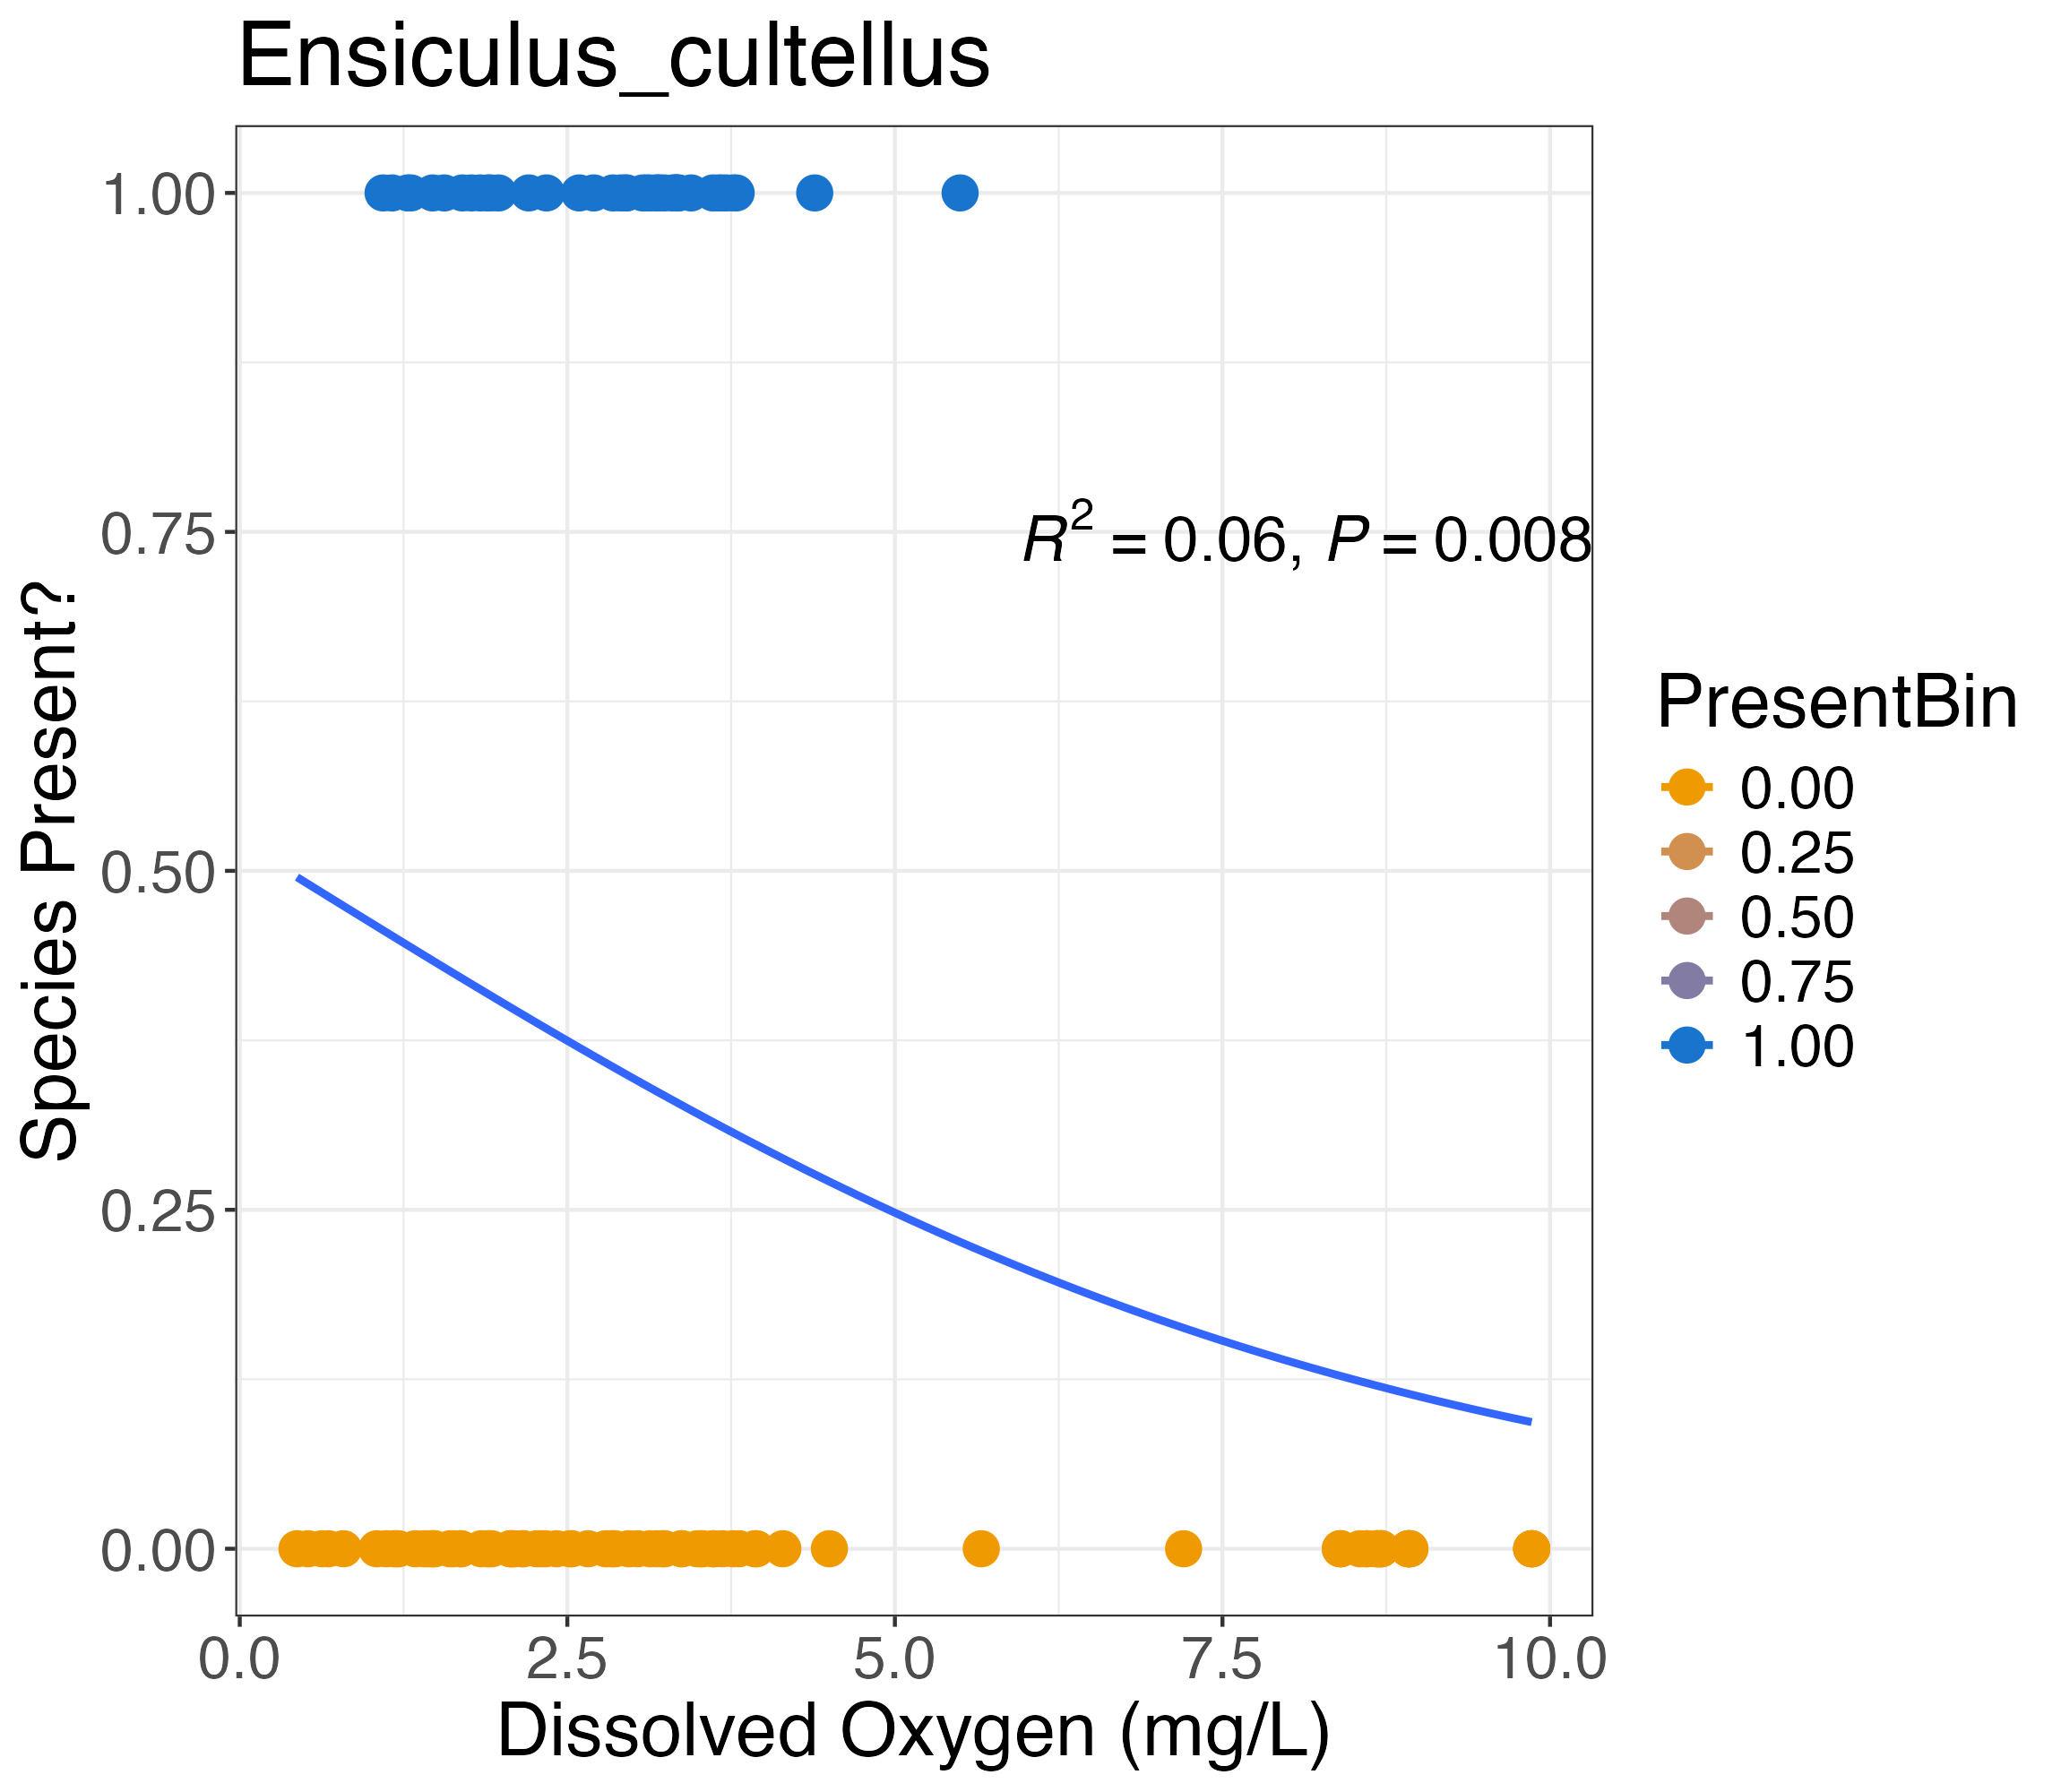 Ensiculus_cultellus
1.00
0.75
0.50
0.25
0.00
Species Present?
R² = 0.06, P = 0.008
0.0 2.5 5.0 7.5 10.0
Dissolved Oxygen (mg/L)
PresentBin
0.00
0.25
0.50
0.75
1.00